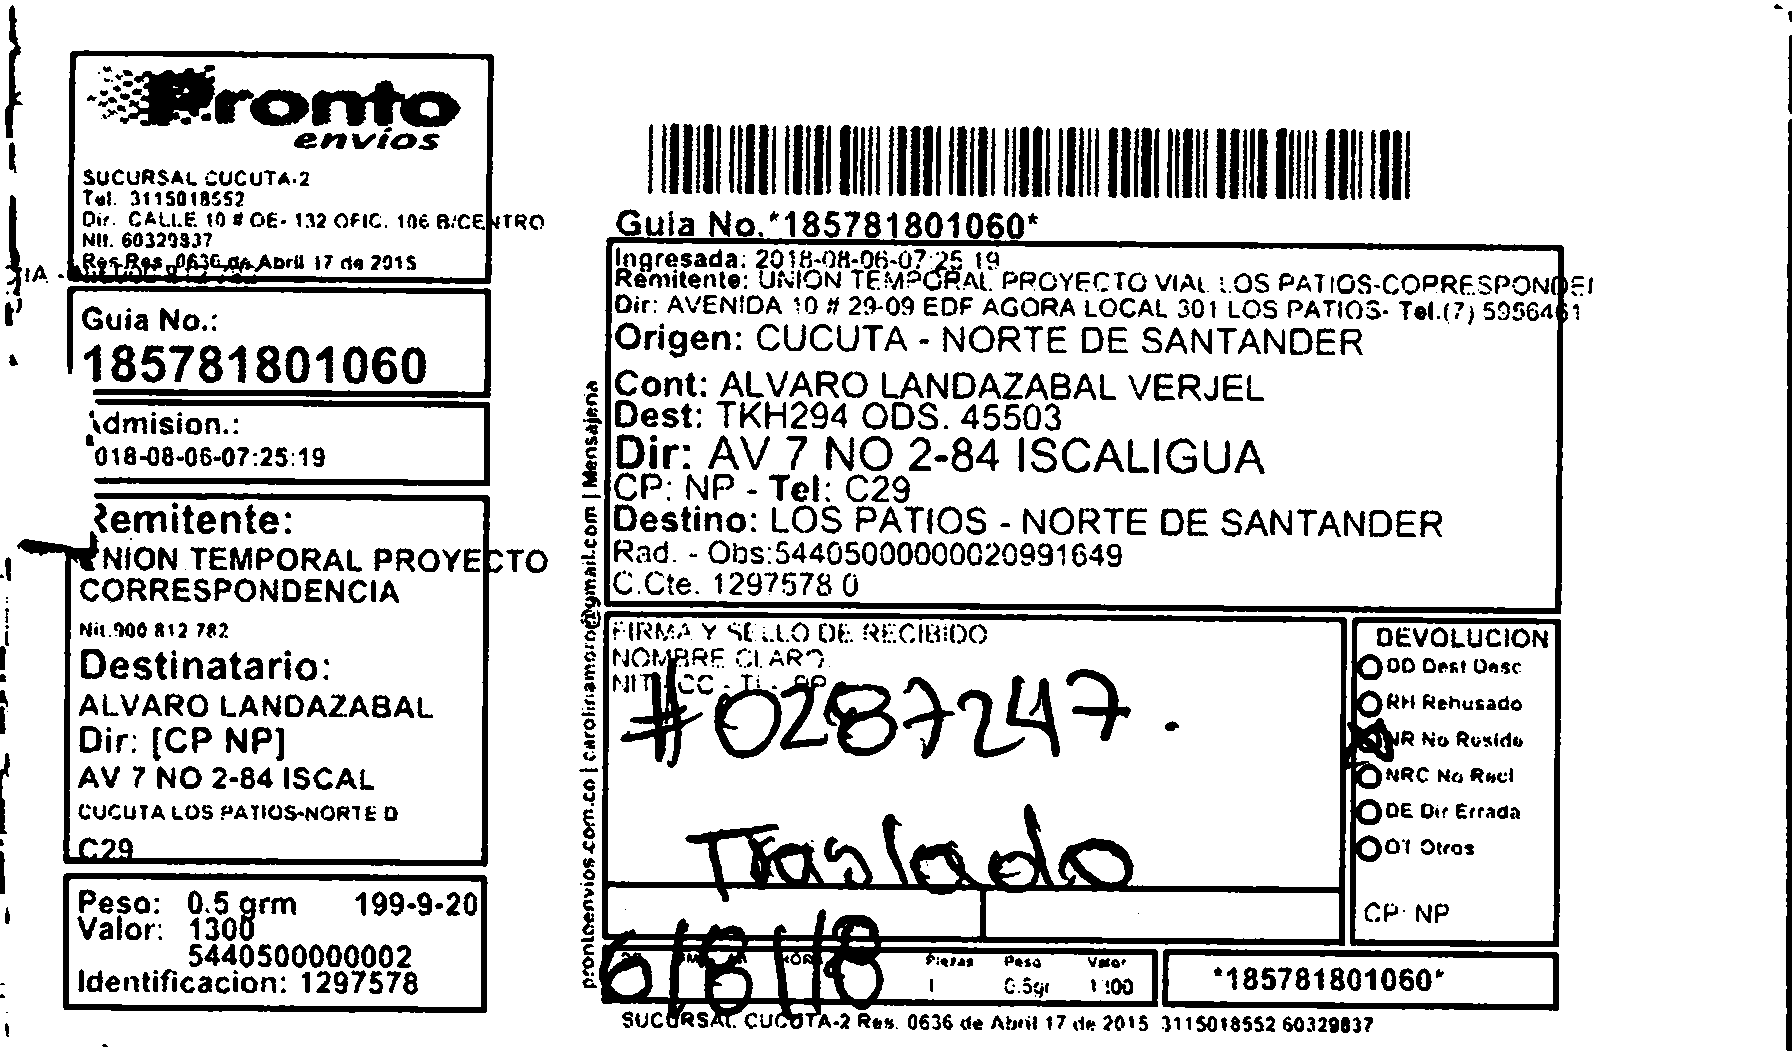 Pronto
envíos
SUCURSAL CUCUTA-2
Tel. 3115018552
Dir. CALLE 10 # OE- 132 OFIC. 106 B/CENTRO
Nit. 60329837
Res Res. 0636 de Abril 17 de 2015
Guia No.:
185781801060
Admision.:
018-08-06-07:25:19
Remitente:
UNION TEMPORAL PROYECTO
CORRESPONDENCIA
Nit.900 812 782
Destinatario:
ALVARO LANDAZABAL
Dir: [CP NP]
AV 7 NO 2-84 ISCAL
CUCUTA LOS PATIOS-NORTE D
C29
Peso: 0.5 grm 199-9-20
Valor: 1300
5440500000002
Identificacion: 1297578
prontoenvios.com.co | carolinamoro@gmail.com | Mensajeria
Guia No.*185781801060*
Ingresada: 2018-08-06-07:25:19
Remitente: UNION TEMPORAL PROYECTO VIAL LOS PATIOS-COPRESPONDEI
Dir: AVENIDA 10 # 29-09 EDF AGORA LOCAL 301 LOS PATIOS- Tel.(7) 5956461
Origen: CUCUTA - NORTE DE SANTANDER
Cont: ALVARO LANDAZABAL VERJEL
Dest: TKH294 ODS. 45503
Dir: AV 7 NO 2-84 ISCALIGUA
CP: NP - Tel: C29
Destino: LOS PATIOS - NORTE DE SANTANDER
Rad. - Obs:54405000000020991649
C.Cte. 1297578 0
FIRMA Y SELLO DE RECIBIDO
NOMBRE CLARO
NIT - CC - TI -
#0287247.
Traslado
6/8/18
DEVOLUCION
DD Dest Desc
RH Rehusado
NR No Reside
NRC No Recl
DE Dir Errada
OT Otros
CP: NP
Piezas Peso Valor
1 0.5gr 1300
*185781801060*
SUCURSAL CUCUTA-2 Res. 0636 de Abril 17 de 2015 3115018552 60329837